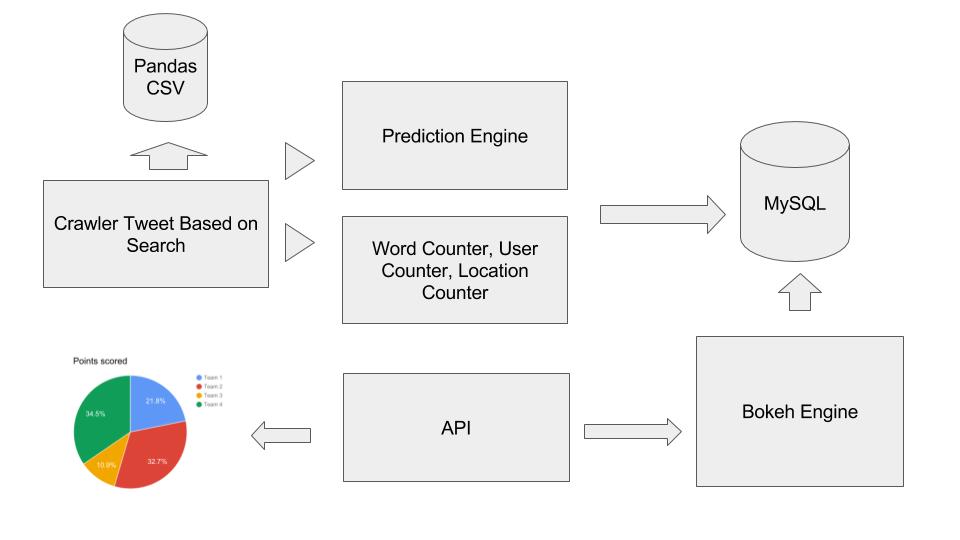 Pandas
CSV
Prediction Engine
Crawler Tweet Based on
Search
Word Counter, User
Counter, Location
Counter
MySQL
Points scored
Team 1
Team 2
Team 3
Team 4
21.8%
34.5%
10.9%
32.7%
API
Bokeh Engine